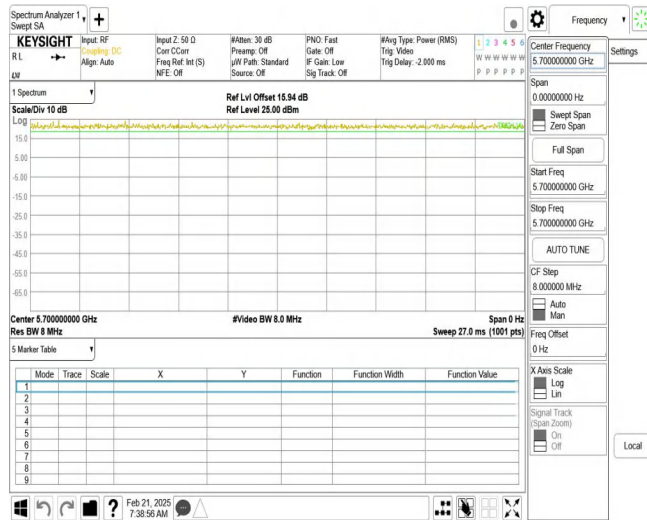 Spectrum Analyzer 1
Swept SA
Frequency
KEYSIGHT
R L
Input: RF
Coupling: DC
Align: Auto
Input Z: 50 Ω
Corr CCorr
Freq Ref: Int (S)
NFE: Off
#Atten: 30 dB
Preamp: Off
µW Path: Standard
Source: Off
PNO: Fast
Gate: Off
IF Gain: Low
Sig Track: Off
#Avg Type: Power (RMS)
Trig: Video
Trig Delay: -2.000 ms
1 2 3 4 5 6
W W W W W W
P P P P P P
1 Spectrum
Scale/Div 10 dB
Ref Lvl Offset 15.94 dB
Ref Level 25.00 dBm
Log
15.0
5.00
-5.00
-15.0
-25.0
-35.0
-45.0
-55.0
-65.0
Center 5.700000000 GHz
#Video BW 8.0 MHz
Span 0 Hz
Res BW 8 MHz
Sweep 27.0 ms (1001 pts)
5 Marker Table
Mode Trace Scale X Y Function Function Width Function Value
1
2
3
4
5
6
7
8
9
Feb 21, 2025
7:38:56 AM
Center Frequency
5.700000000 GHz
Settings
Span
0.00000000 Hz
Swept Span
Zero Span
Full Span
Start Freq
5.700000000 GHz
Stop Freq
5.700000000 GHz
AUTO TUNE
CF Step
8.000000 MHz
Auto
Man
Freq Offset
0 Hz
X Axis Scale
Log
Lin
Signal Track
(Span Zoom)
On
Off
Local